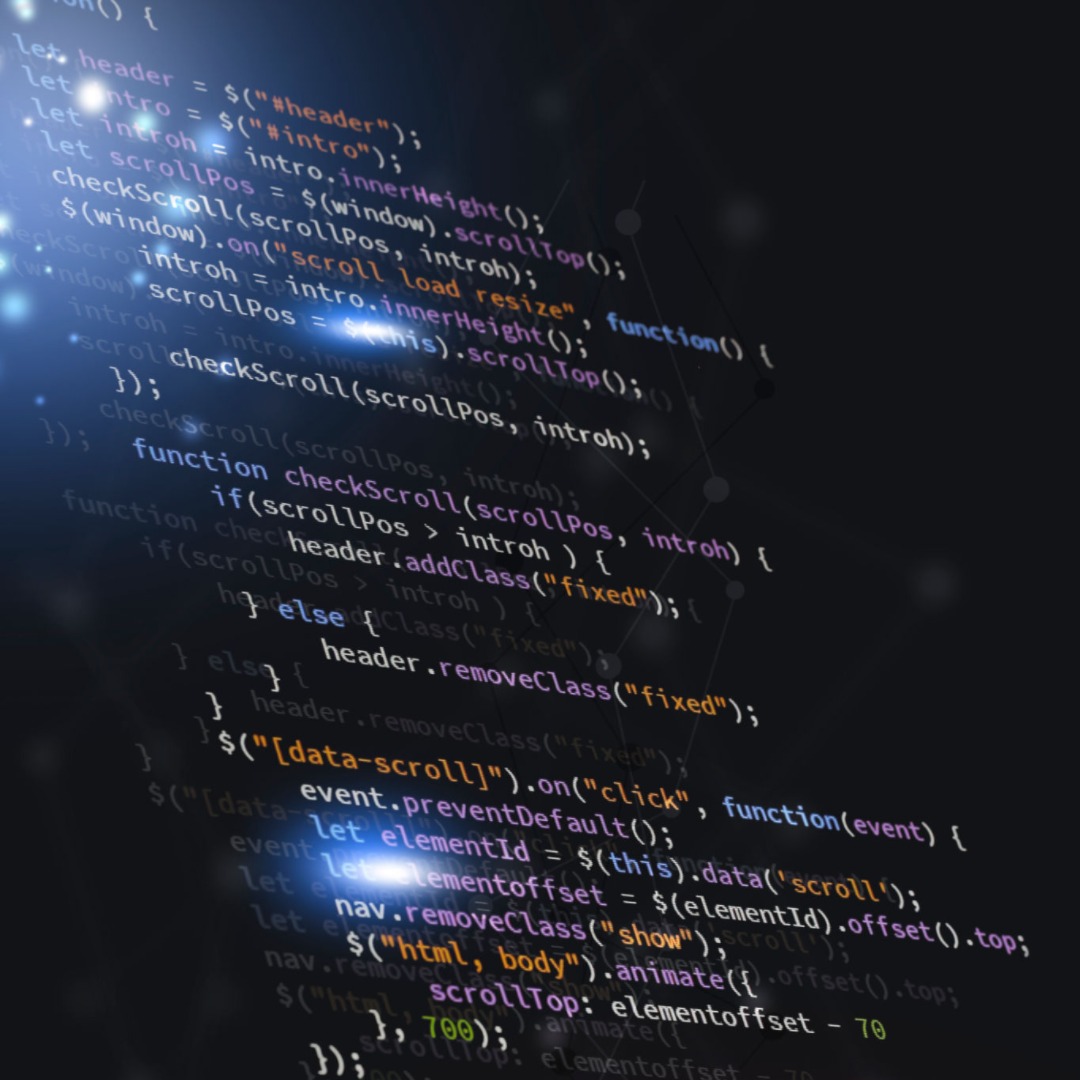 () {
let header = $("#header");
let intro = $("#intro");
let introh = intro.innerHeight();
let scrollPos = $(window).scrollTop();
checkScroll(scrollPos, introh);
$(window).on("scroll load resize", function() {
introh = intro.innerHeight();
scrollPos = $(this).scrollTop();
checkScroll(scrollPos, introh);
});
function checkScroll(scrollPos, introh) {
if(scrollPos > introh ) {
header.addClass("fixed");
} else {
header.removeClass("fixed");
}
}
$("[data-scroll]").on("click", function(event) {
event.preventDefault();
let elementId = $(this).data('scroll');
let elementoffset = $(elementId).offset().top;
nav.removeClass("show");
$("html, body").animate({
scrollTop: elementoffset - 70
}, 700);
});